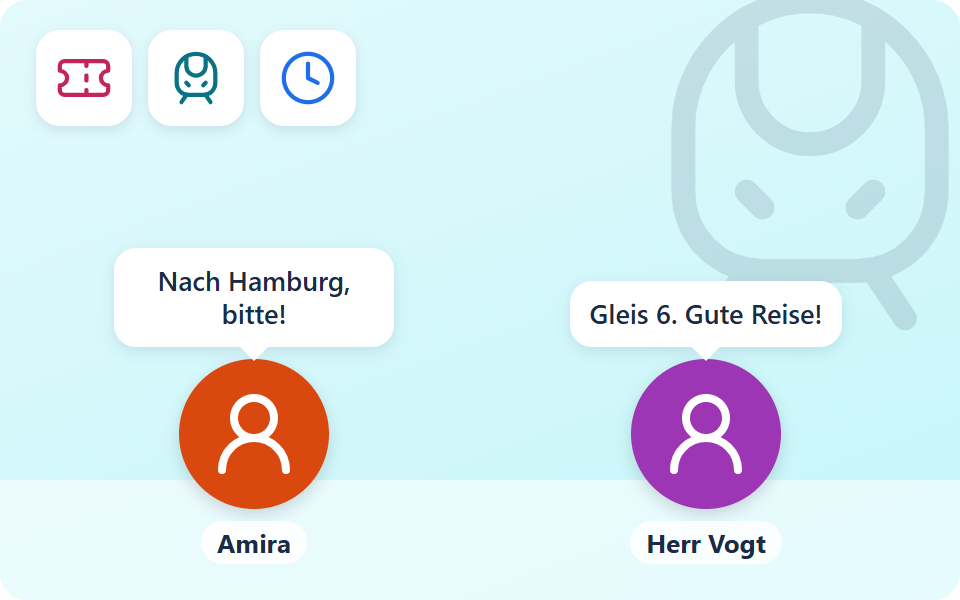 Nach Hamburg,
bitte!
Gleis 6. Gute Reise!
Amira
Herr Vogt